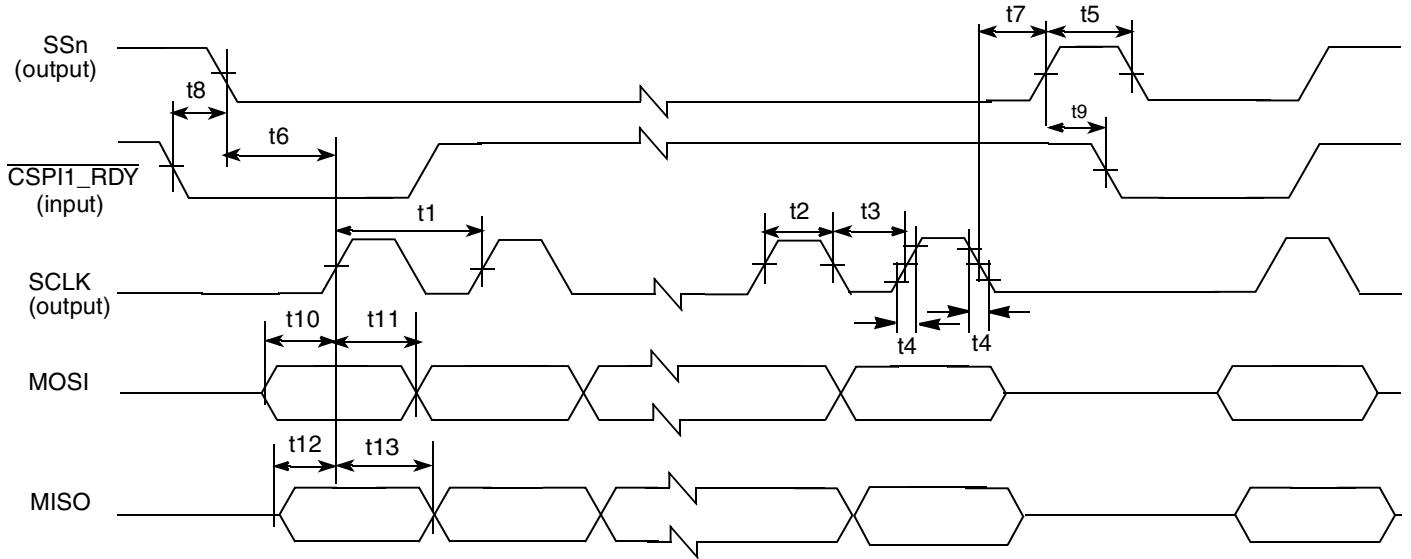 SSn
(output)
t7
t5
t8
t9
t6
CSPI1_RDY
(input)
t1
t2
t3
SCLK
(output)
t10
t11
t4
t4
MOSI
t12
t13
MISO